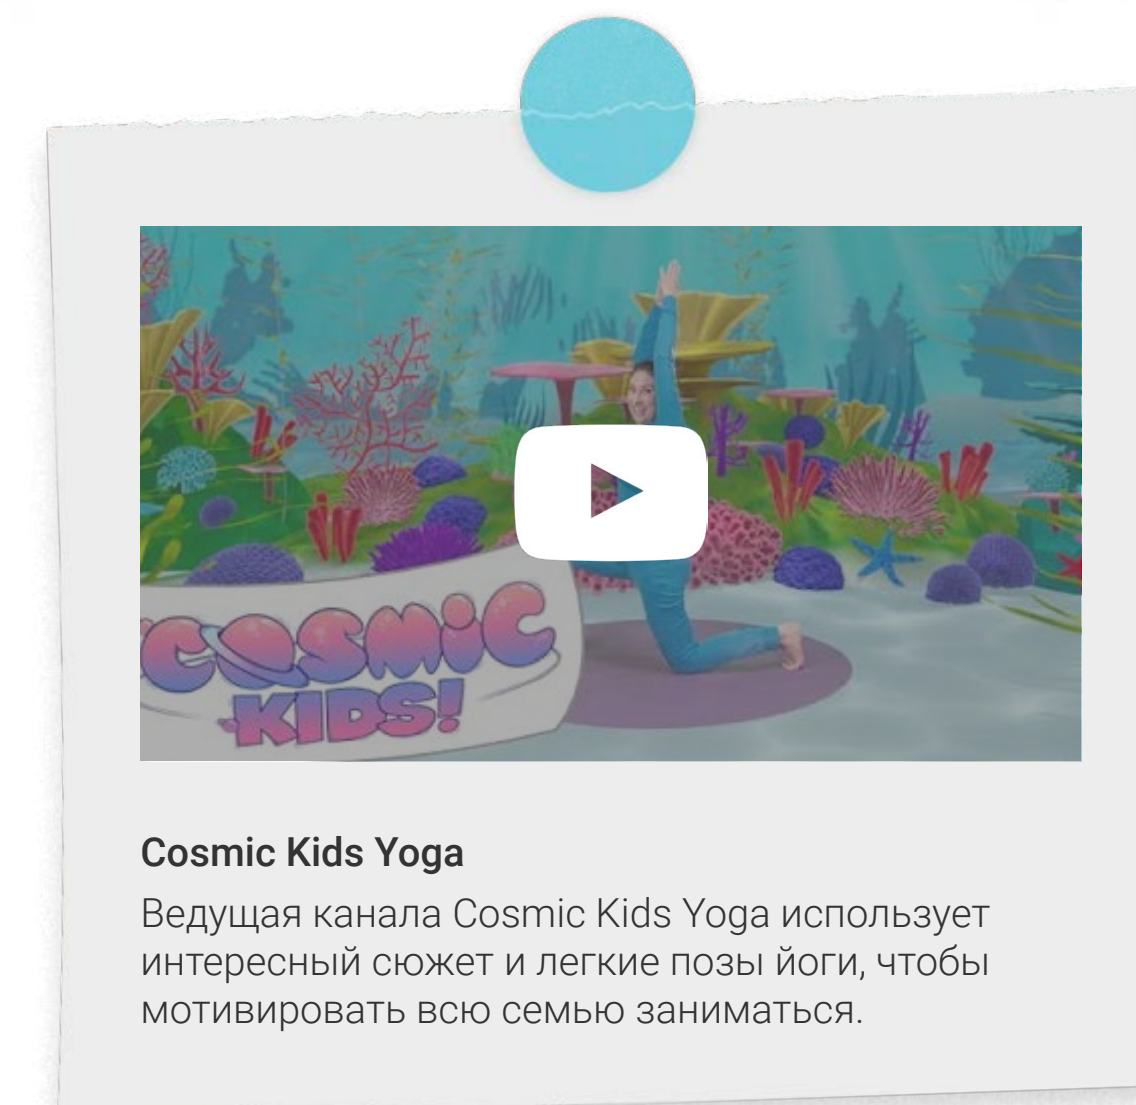 COSMIC
KIDS!
Cosmic Kids Yoga
Ведущая канала Cosmic Kids Yoga использует
интересный сюжет и легкие позы йоги, чтобы
мотивировать всю семью заниматься.